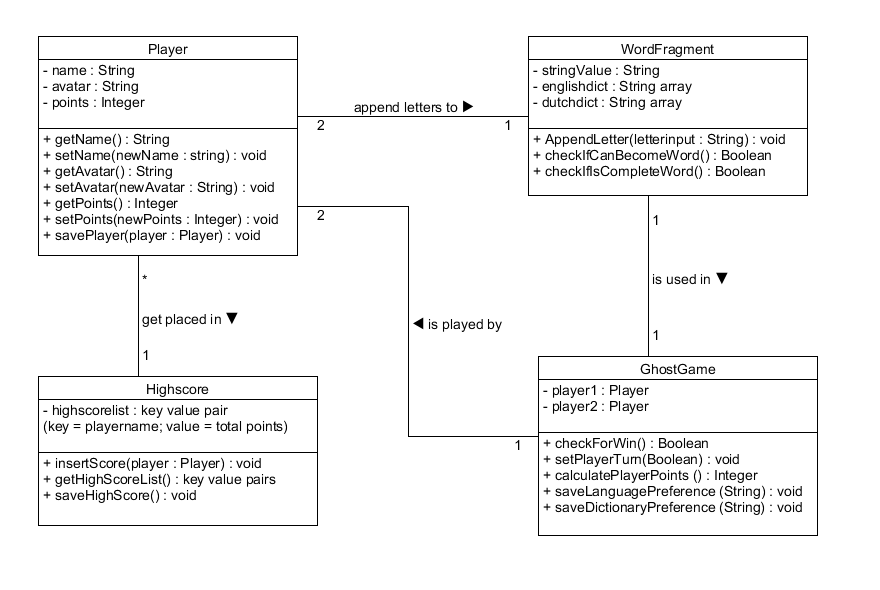 Player
- name : String
- avatar : String
- points : Integer
+ getName() : String
+ setName(newName : string) : void
+ getAvatar() : String
+ setAvatar(newAvatar : String) : void
+ getPoints() : Integer
+ setPoints(newPoints : Integer) : void
+ savePlayer(player : Player) : void
append letters to ▶
2
1
WordFragment
- stringValue : String
- englishdict : String array
- dutchdict : String array
+ AppendLetter(letterinput : String) : void
+ checkIfCanBecomeWord() : Boolean
+ checkIfIsCompleteWord() : Boolean
2
1
*
is used in ▼
get placed in ▼
◀ is played by
1
1
Highscore
- highscorelist : key value pair
(key = playername; value = total points)
+ insertScore(player : Player) : void
+ getHighScoreList() : key value pairs
+ saveHighScore() : void
1
GhostGame
- player1 : Player
- player2 : Player
+ checkForWin() : Boolean
+ setPlayerTurn(Boolean) : void
+ calculatePlayerPoints () : Integer
+ saveLanguagePreference (String) : void
+ saveDictionaryPreference (String) : void